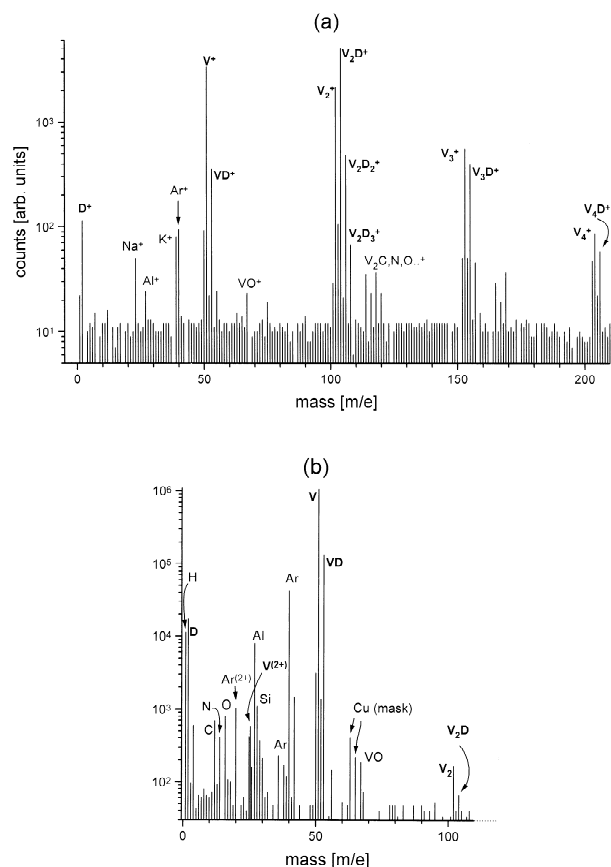 (a)
counts [arb. units]
10³
10²
10¹
D⁺
Na⁺
Al⁺
K⁺
Ar⁺
V⁺
VD⁺
VO⁺
V₂⁺
V₂D⁺
V₂D₂⁺
V₂D₃⁺
V₂C,N,O..⁺
V₃⁺
V₃D⁺
V₄⁺
V₄D⁺
0 50 100 150 200
mass [m/e]
(b)
10⁶
10⁵
10⁴
10³
10²
H
D
C
N
O
Ar⁽²⁺⁾
Al
V⁽²⁺⁾
Si
Ar
Ar
V
VD
Cu (mask)
VO
V₂
V₂D
0 50 100
mass [m/e]